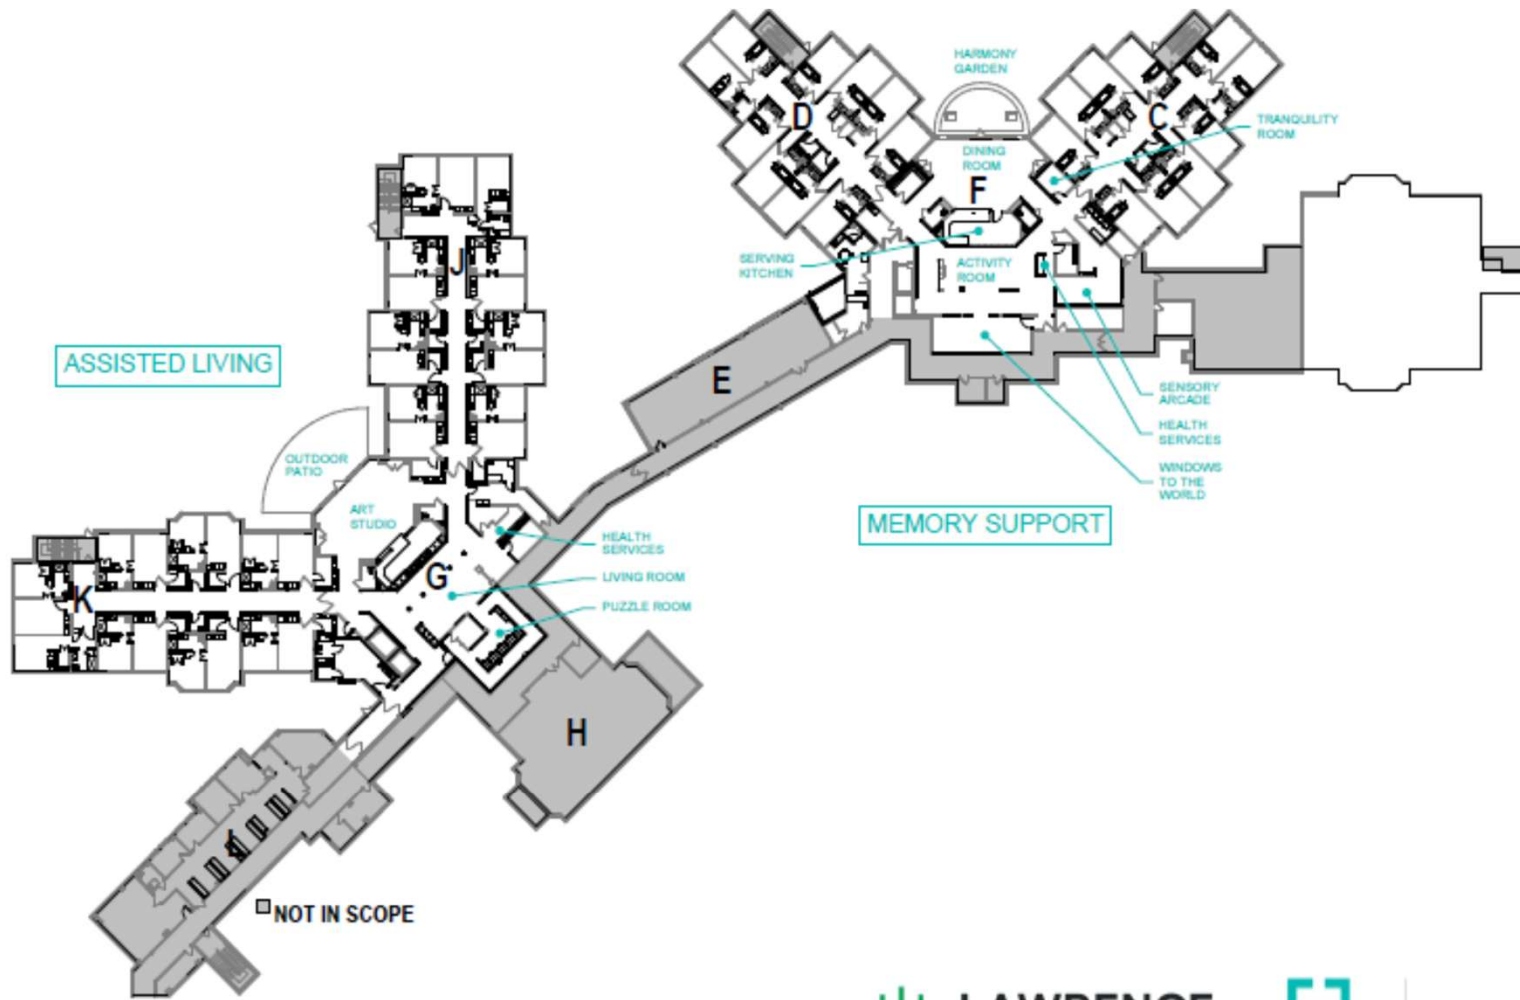 HARMONY
GARDEN
D
C
TRANQUILITY
ROOM
DINING
ROOM
F
SERVING
KITCHEN
ACTIVITY
ROOM
J
ASSISTED LIVING
E
SENSORY
ARCADE
HEALTH
SERVICES
WINDOWS
TO THE
WORLD
MEMORY SUPPORT
OUTDOOR
PATIO
ART
STUDIO
HEALTH
SERVICES
G
LIVING ROOM
K
PUZZLE ROOM
H
NOT IN SCOPE
LAWRENCE